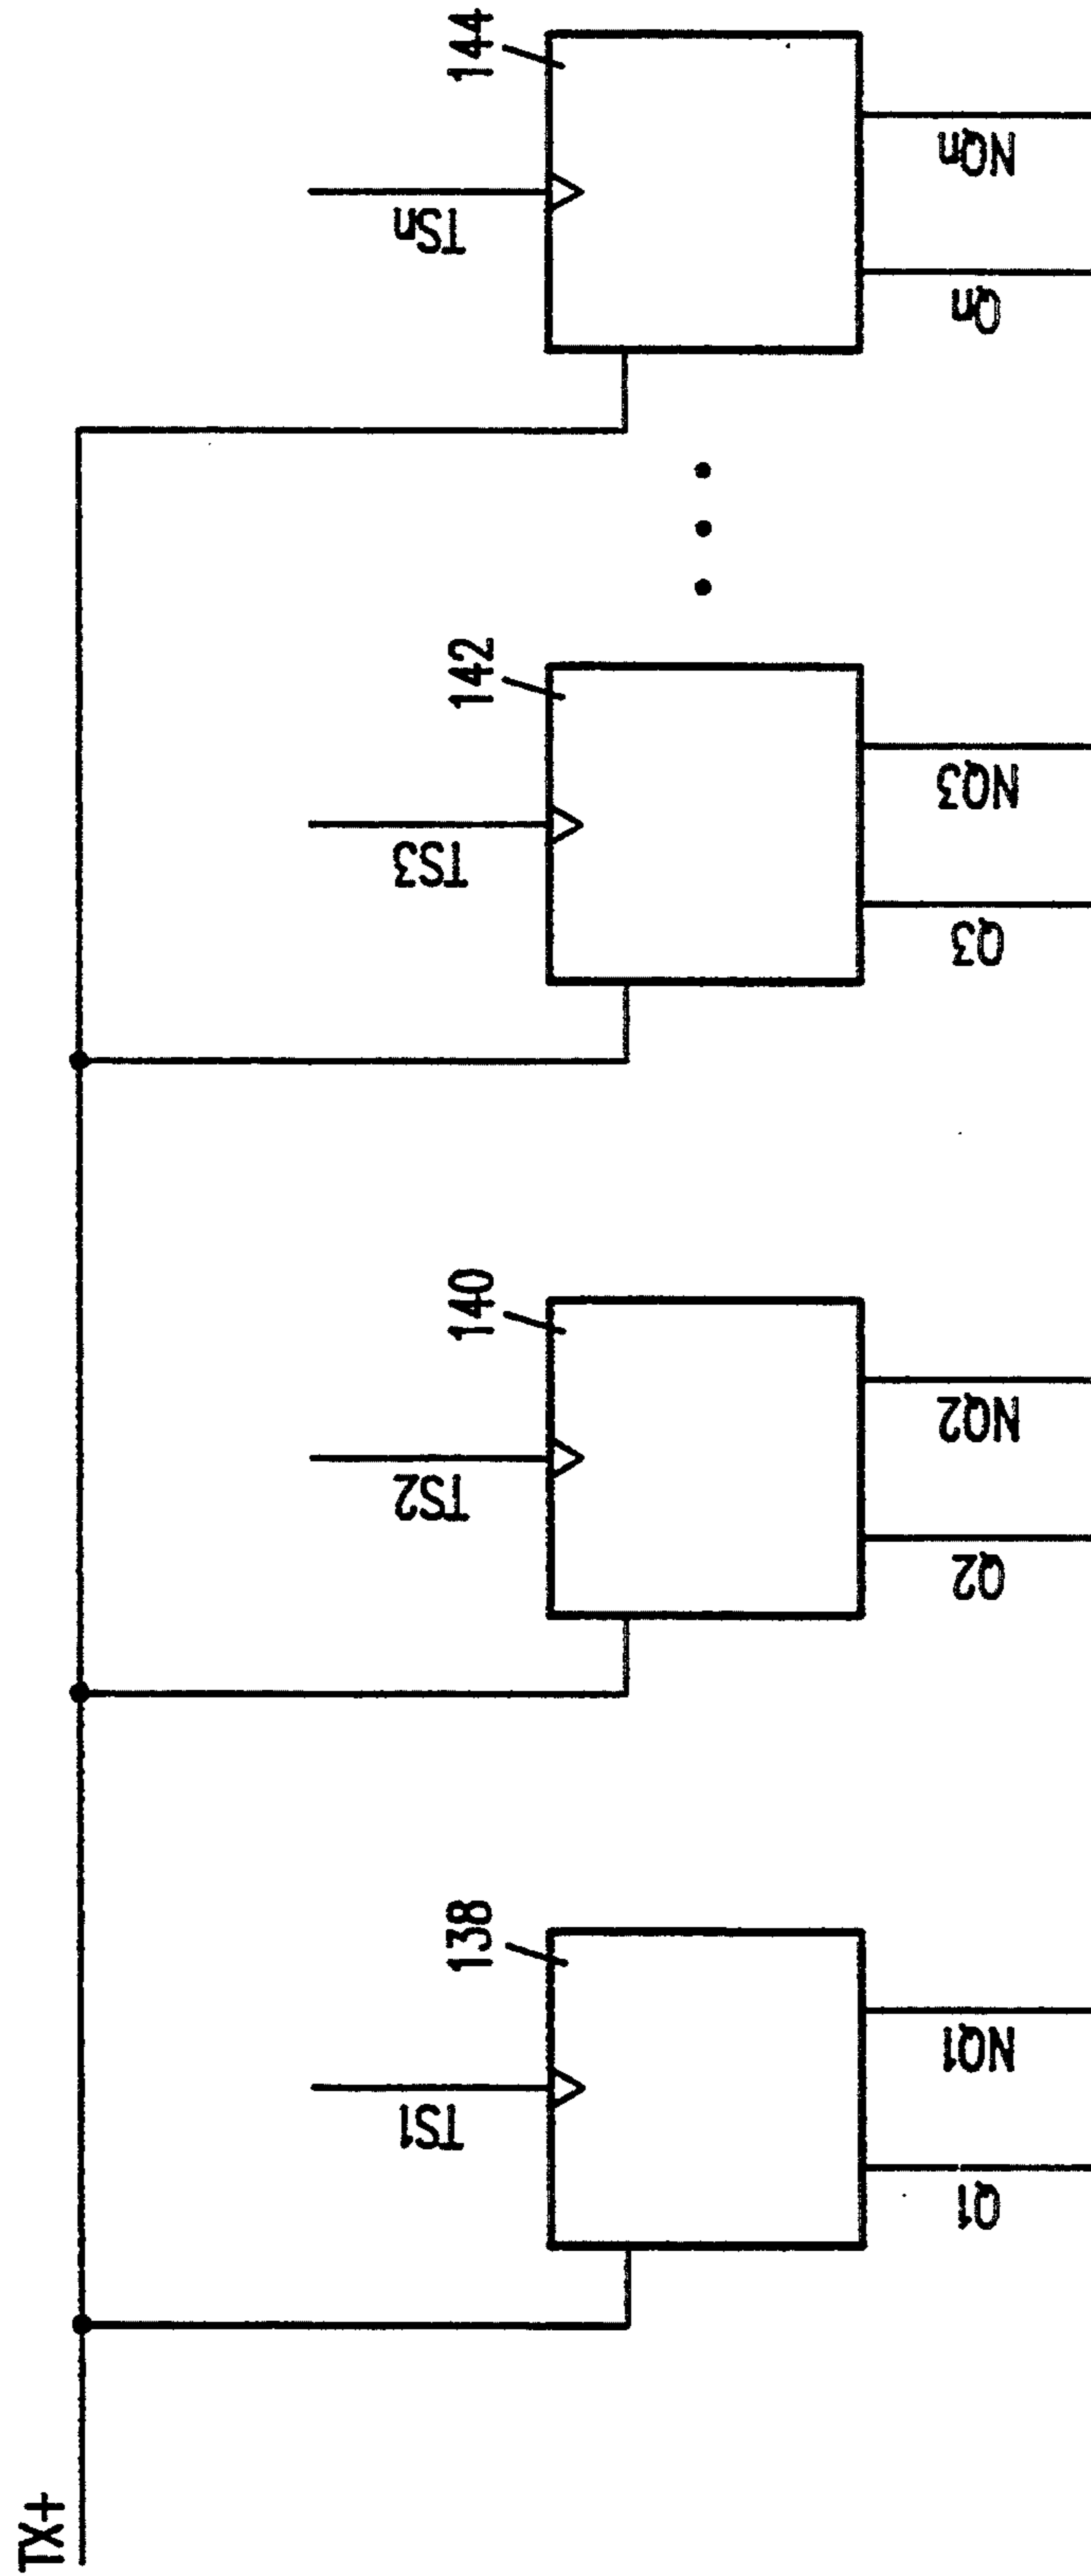 TX+
138
TS1
Q1
NQ1
140
TS2
Q2
NQ2
142
TS3
Q3
NQ3
144
TSn
Qn
NQn